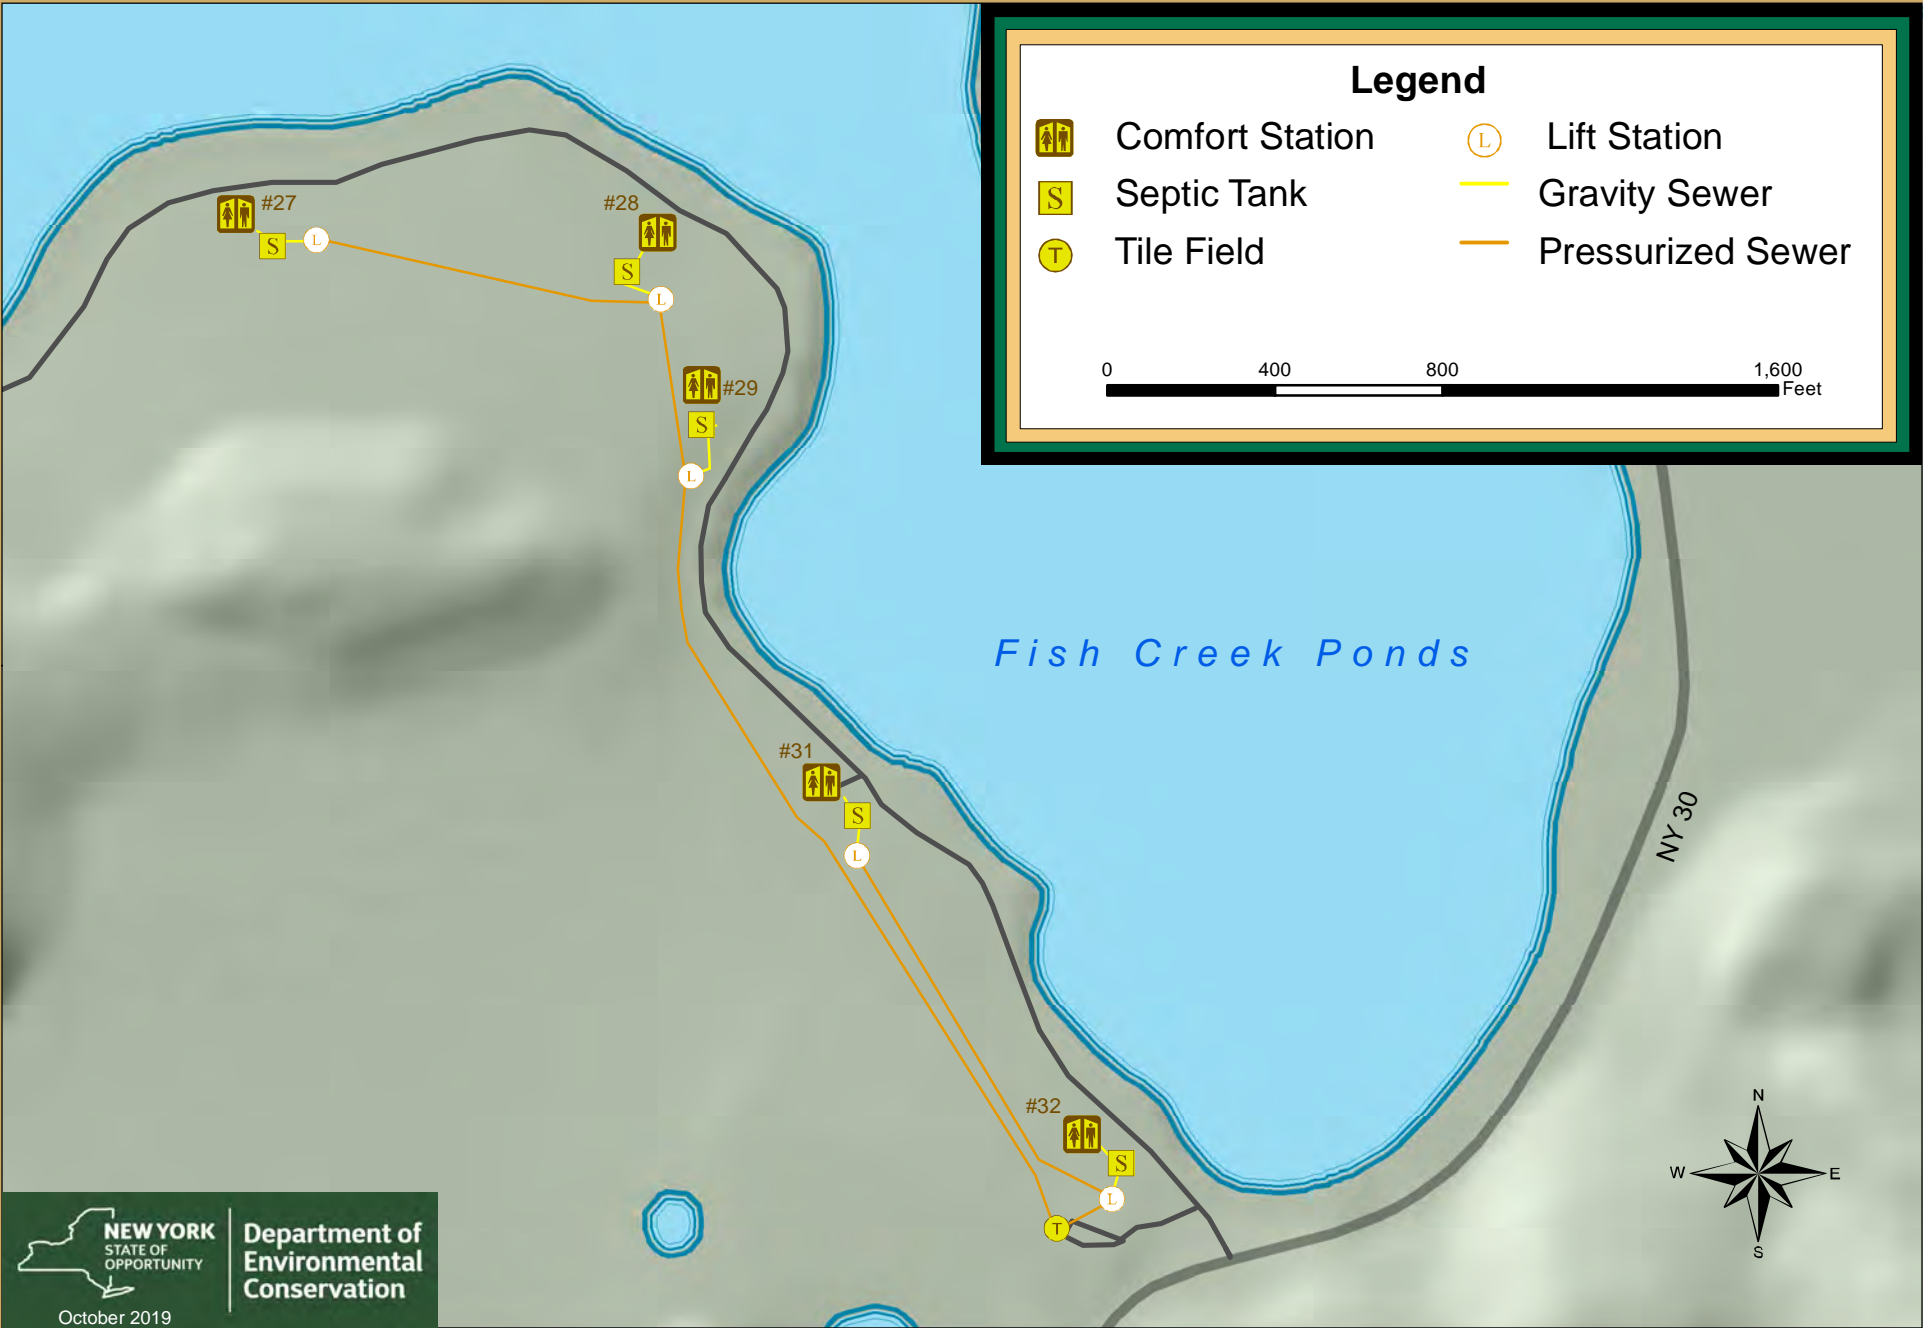 Legend
Comfort Station
Lift Station
S
Septic Tank
Gravity Sewer
L
T
Tile Field
Pressurized Sewer
0 400 800 1,600
Feet
#27
S
L
#28
S
L
#29
S
L
Fish Creek Ponds
#31
S
L
NY 30
#32
S
L
T
N
W
E
S
NEW YORK
STATE OF
OPPORTUNITY
Department of
Environmental
Conservation
October 2019